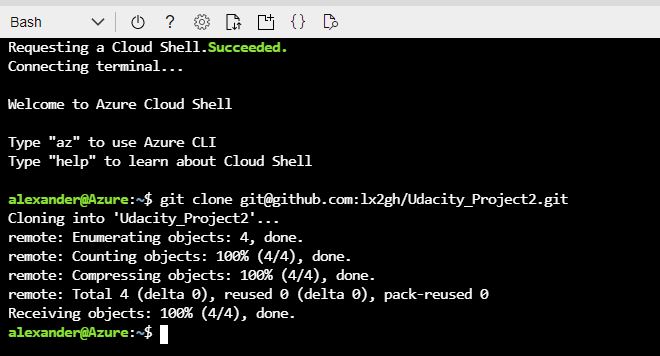 Bash
Requesting a Cloud Shell.Succeeded.
Connecting terminal...
Welcome to Azure Cloud Shell
Type "az" to use Azure CLI
Type "help" to learn about Cloud Shell
alexander@Azure:~$ git clone git@github.com:lx2gh/Udacity_Project2.git
Cloning into 'Udacity_Project2'...
remote: Enumerating objects: 4, done.
remote: Counting objects: 100% (4/4), done.
remote: Compressing objects: 100% (4/4), done.
remote: Total 4 (delta 0), reused 0 (delta 0), pack-reused 0
Receiving objects: 100% (4/4), done.
alexander@Azure:~$